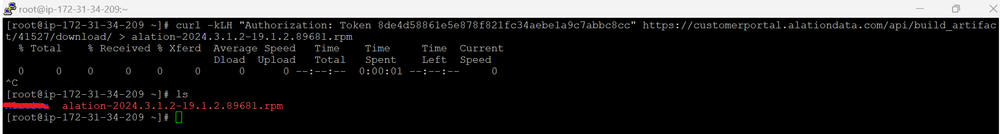 root@ip-172-31-34-209:~
[root@ip-172-31-34-209 ~]# curl -kLH "Authorization: Token 8de4d58861e5e878f821fc34aebe1a9c7abbc8cc" https://customerportal.alationdata.com/api/build_artifac
t/41527/download/ > alation-2024.3.1.2-19.1.2.89681.rpm
% Total % Received % Xferd Average Speed Time Time Time Current
Dload Upload Total Spent Left Speed
0 0 0 0 0 0 0 0 --:--:-- 0:00:01 --:--:-- 0
^C
[root@ip-172-31-34-209 ~]# ls
alation-2024.3.1.2-19.1.2.89681.rpm
[root@ip-172-31-34-209 ~]#